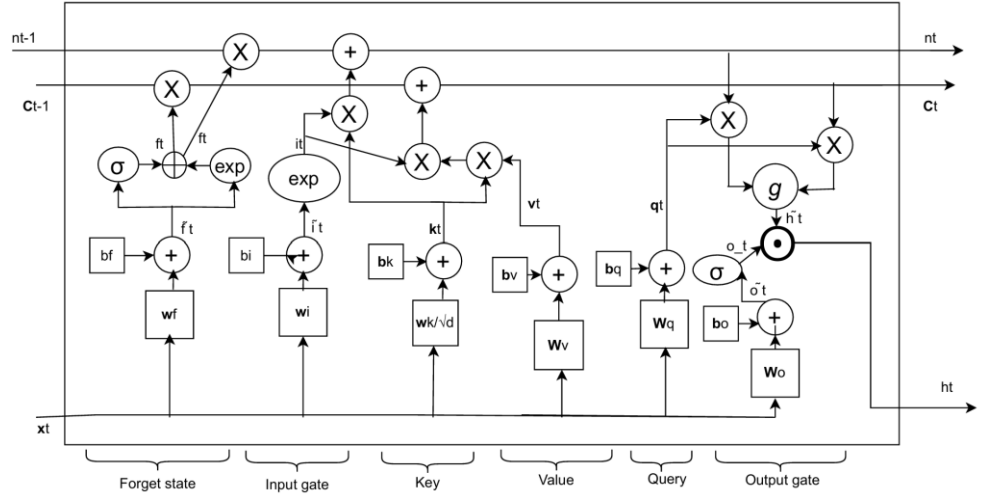 nt-1
nt
X
+
Ct-1
X
+
Ct
X
X
X
ft
ft
it
σ
exp
exp
X
X
g
vt
qt
h̃t
f̃t
ĩt
kt
o_t
bf
+
bi
+
bk
+
bv
+
bq
+
σ
õt
wf
wi
wk/√d
Wv
Wq
bo
+
Wo
ht
xt
Forget state
Input gate
Key
Value
Query
Output gate